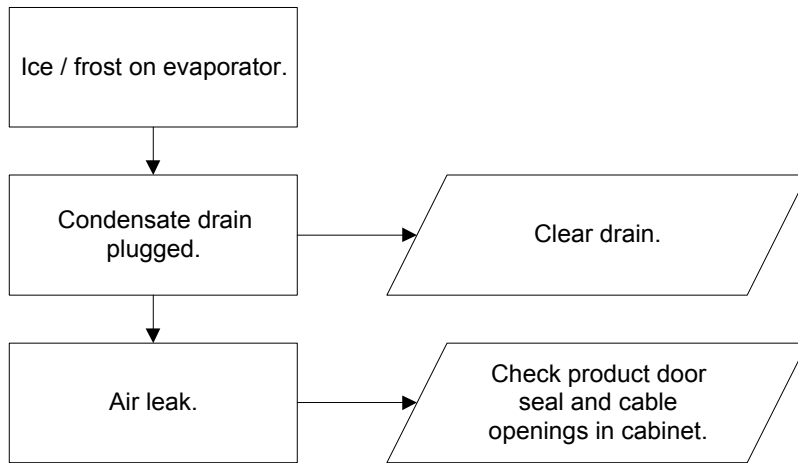 Ice / frost on evaporator.
Condensate drain
plugged.
Clear drain.
Air leak.
Check product door
seal and cable
openings in cabinet.